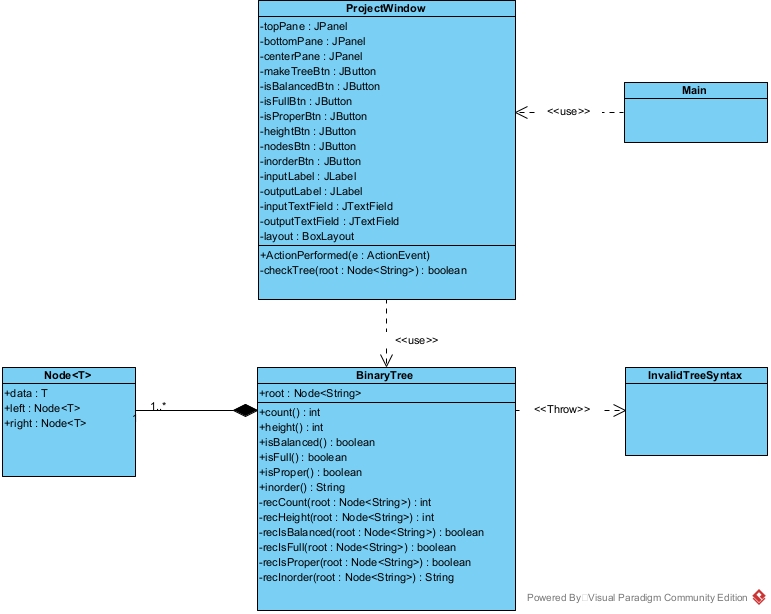 ProjectWindow
-topPane : JPanel
-bottomPane : JPanel
-centerPane : JPanel
-makeTreeBtn : JButton
-isBalancedBtn : JButton
-isFullBtn : JButton
-isProperBtn : JButton
-heightBtn : JButton
-nodesBtn : JButton
-inorderBtn : JButton
-inputLabel : JLabel
-outputLabel : JLabel
-inputTextField : JTextField
-outputTextField : JTextField
-layout : BoxLayout
+ActionPerformed(e : ActionEvent)
-checkTree(root : Node<String>) : boolean
<<use>>
Main
<<use>>
Node<T>
+data : T
+left : Node<T>
+right : Node<T>
1..*
BinaryTree
+root : Node<String>
+count() : int
+height() : int
+isBalanced() : boolean
+isFull() : boolean
+isProper() : boolean
+inorder() : String
-recCount(root : Node<String>) : int
-recHeight(root : Node<String>) : int
-recIsBalanced(root : Node<String>) : boolean
-recIsFull(root : Node<String>) : boolean
-recIsProper(root : Node<String>) : boolean
-recInorder(root : Node<String>) : String
<<Throw>>
InvalidTreeSyntax
Powered By Visual Paradigm Community Edition